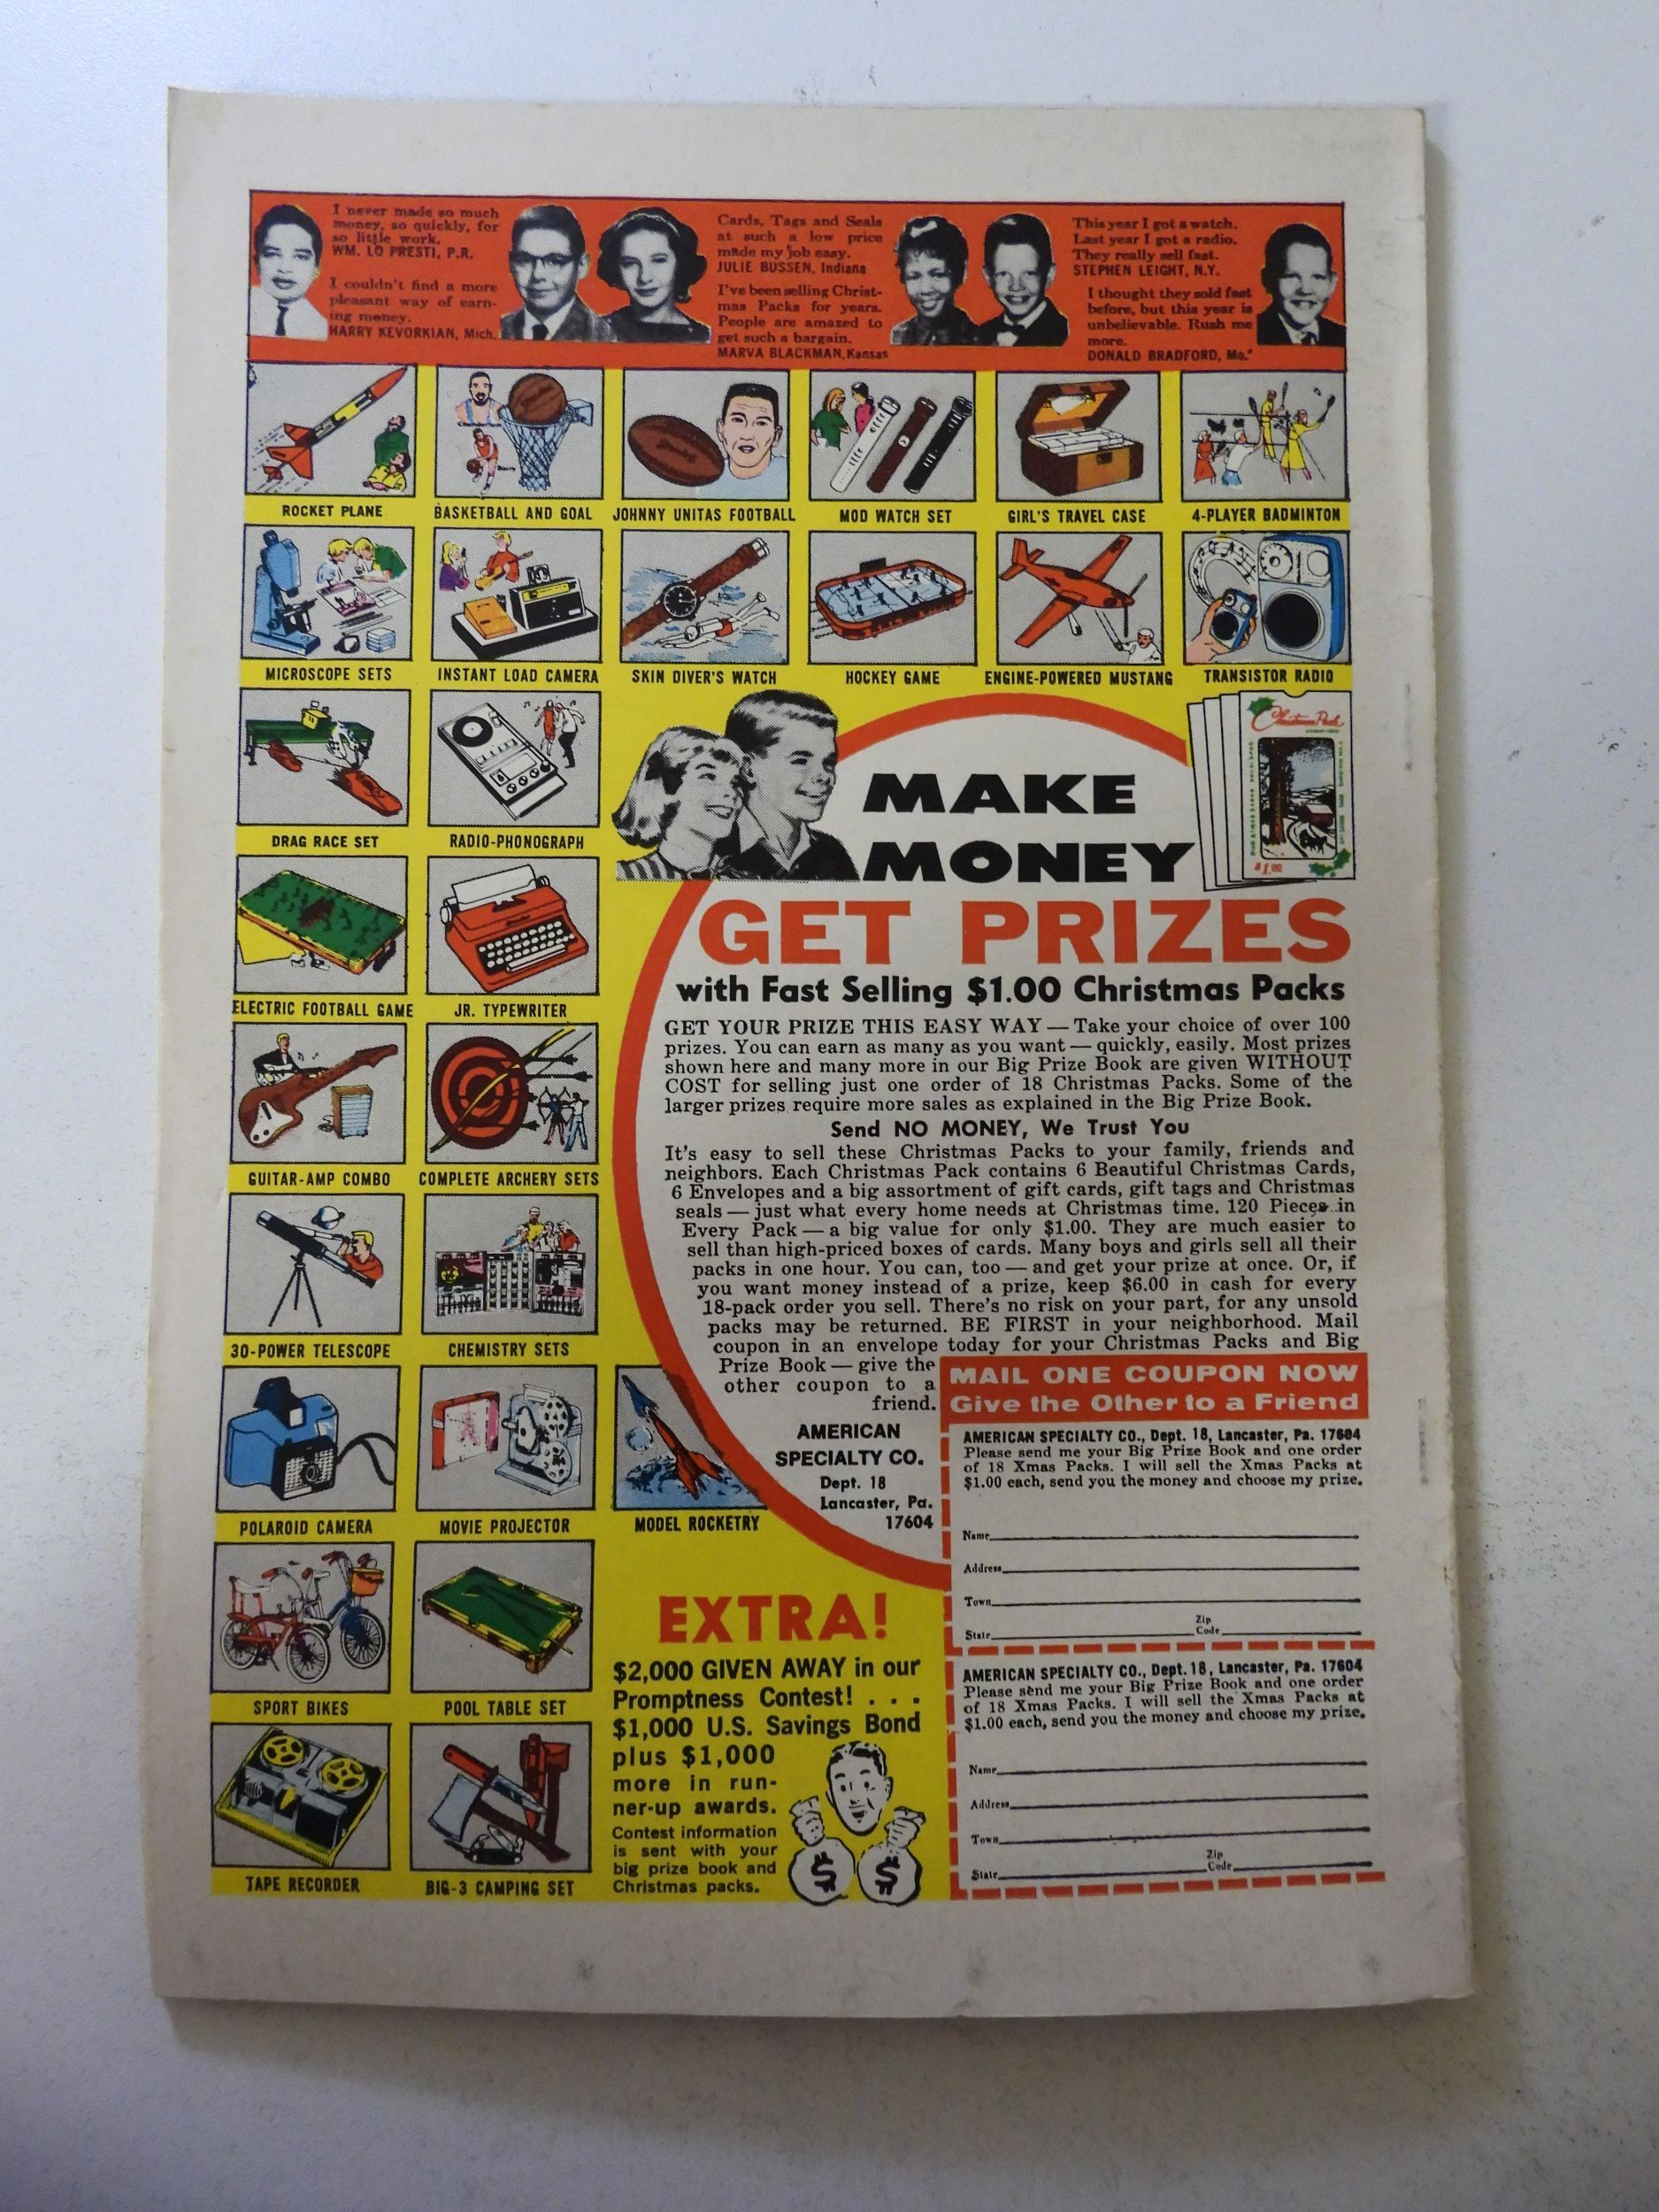 I never made so much
money, so quickly, for
so little work.
WM. LO PRESTI, P.R.
I couldn't find a more
pleasant way of earn-
ing money.
HARRY KEVORKIAN, Mich.
Cards, Tags and Seals
at such a low price
made my job easy.
JULIE BUSSEN, Indiana
I've been selling Christ-
mas Packs for years.
People are amazed to
get such a bargain.
MARVA BLACKMAN, Kansas
This year I got a watch.
Last year I got a radio.
They really sell fast.
STEPHEN LEIGHT, N.Y.
I thought they sold fast
before, but this year is
unbelievable. Rush me
more.
DONALD BRADFORD, Mo.
ROCKET PLANE
BASKETBALL AND GOAL
JOHNNY UNITAS FOOTBALL
MOD WATCH SET
GIRL'S TRAVEL CASE
4-PLAYER BADMINTON
MICROSCOPE SETS
INSTANT LOAD CAMERA
SKIN DIVER'S WATCH
HOCKEY GAME
ENGINE-POWERED MUSTANG
TRANSISTOR RADIO
DRAG RACE SET
RADIO-PHONOGRAPH
ELECTRIC FOOTBALL GAME
JR. TYPEWRITER
GUITAR-AMP COMBO
COMPLETE ARCHERY SETS
30-POWER TELESCOPE
CHEMISTRY SETS
POLAROID CAMERA
MOVIE PROJECTOR
MODEL ROCKETRY
SPORT BIKES
POOL TABLE SET
TAPE RECORDER
BIG-3 CAMPING SET
Christmas Pack
$1.00
MAKE
MONEY
GET PRIZES
with Fast Selling $1.00 Christmas Packs
GET YOUR PRIZE THIS EASY WAY — Take your choice of over 100
prizes. You can earn as many as you want — quickly, easily. Most prizes
shown here and many more in our Big Prize Book are given WITHOUT
COST for selling just one order of 18 Christmas Packs. Some of the
larger prizes require more sales as explained in the Big Prize Book.
Send NO MONEY, We Trust You
It's easy to sell these Christmas Packs to your family, friends and
neighbors. Each Christmas Pack contains 6 Beautiful Christmas Cards,
6 Envelopes and a big assortment of gift cards, gift tags and Christmas
seals — just what every home needs at Christmas time. 120 Pieces in
Every Pack — a big value for only $1.00. They are much easier to
sell than high-priced boxes of cards. Many boys and girls sell all their
packs in one hour. You can, too — and get your prize at once. Or, if
you want money instead of a prize, keep $6.00 in cash for every
18-pack order you sell. There's no risk on your part, for any unsold
packs may be returned. BE FIRST in your neighborhood. Mail
coupon in an envelope today for your Christmas Packs and Big
Prize Book — give the
other coupon to a
friend.
AMERICAN
SPECIALTY CO.
Dept. 18
Lancaster, Pa.
17604
EXTRA!
$2,000 GIVEN AWAY in our
Promptness Contest! . . .
$1,000 U.S. Savings Bond
plus $1,000
more in run-
ner-up awards.
Contest information
is sent with your
big prize book and
Christmas packs.
$ $
MAIL ONE COUPON NOW
Give the Other to a Friend
AMERICAN SPECIALTY CO., Dept. 18, Lancaster, Pa. 17604
Please send me your Big Prize Book and one order
of 18 Xmas Packs. I will sell the Xmas Packs at
$1.00 each, send you the money and choose my prize.
Name
Address
Town
State Zip Code
AMERICAN SPECIALTY CO., Dept. 18, Lancaster, Pa. 17604
Please send me your Big Prize Book and one order
of 18 Xmas Packs. I will sell the Xmas Packs at
$1.00 each, send you the money and choose my prize.
Name
Address
Town
State Zip Code